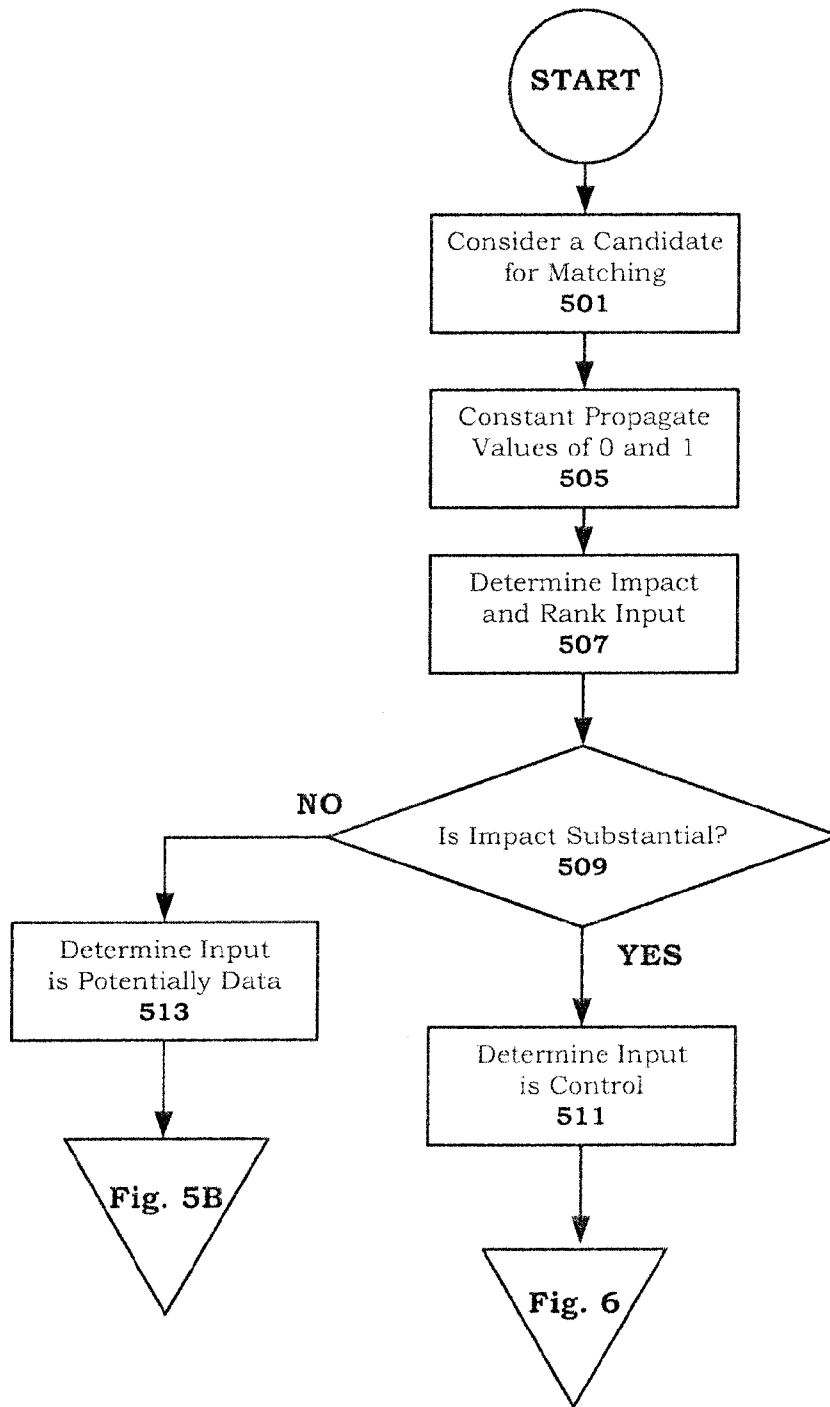 START
Consider a Candidate
for Matching
501
Constant Propagate
Values of 0 and 1
505
Determine Impact
and Rank Input
507
NO
Is Impact Substantial?
509
YES
Determine Input
is Potentially Data
513
Determine Input
is Control
511
Fig. 5B
Fig. 6